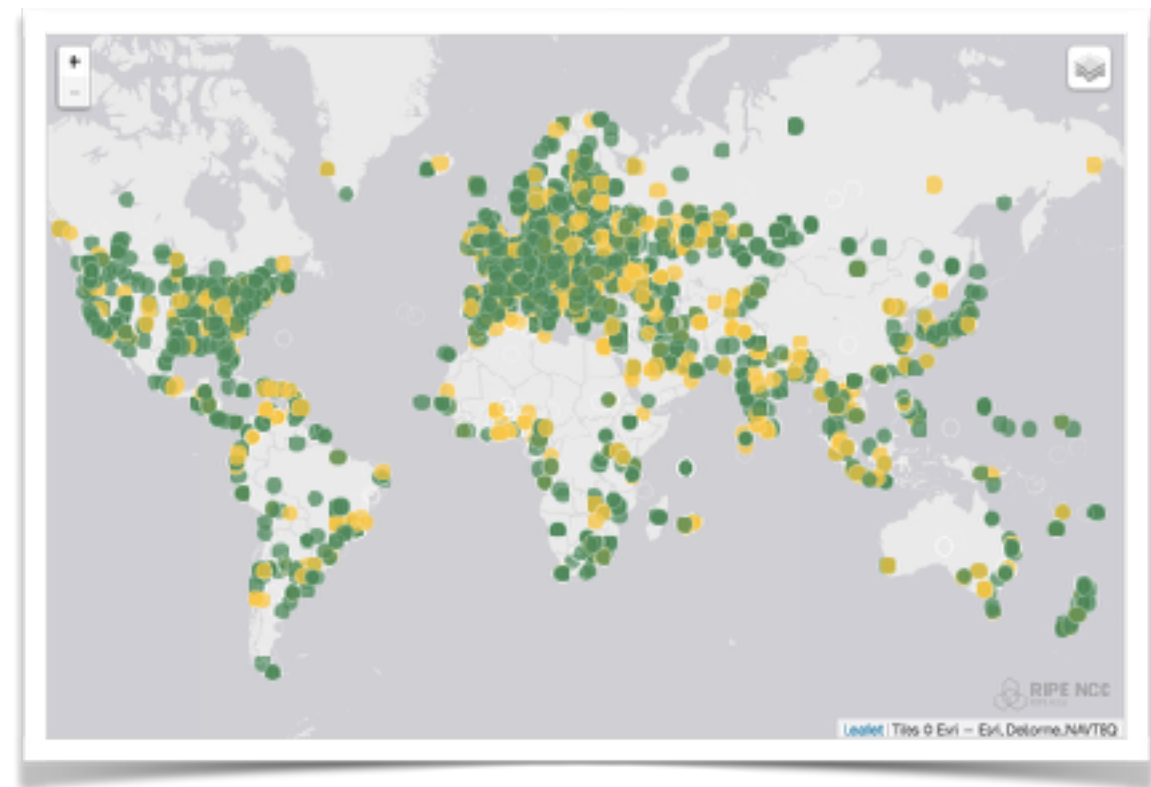 +
−
RIPE NCC
Leaflet | Tiles © Esri — Esri, DeLorme, NAVTEQ